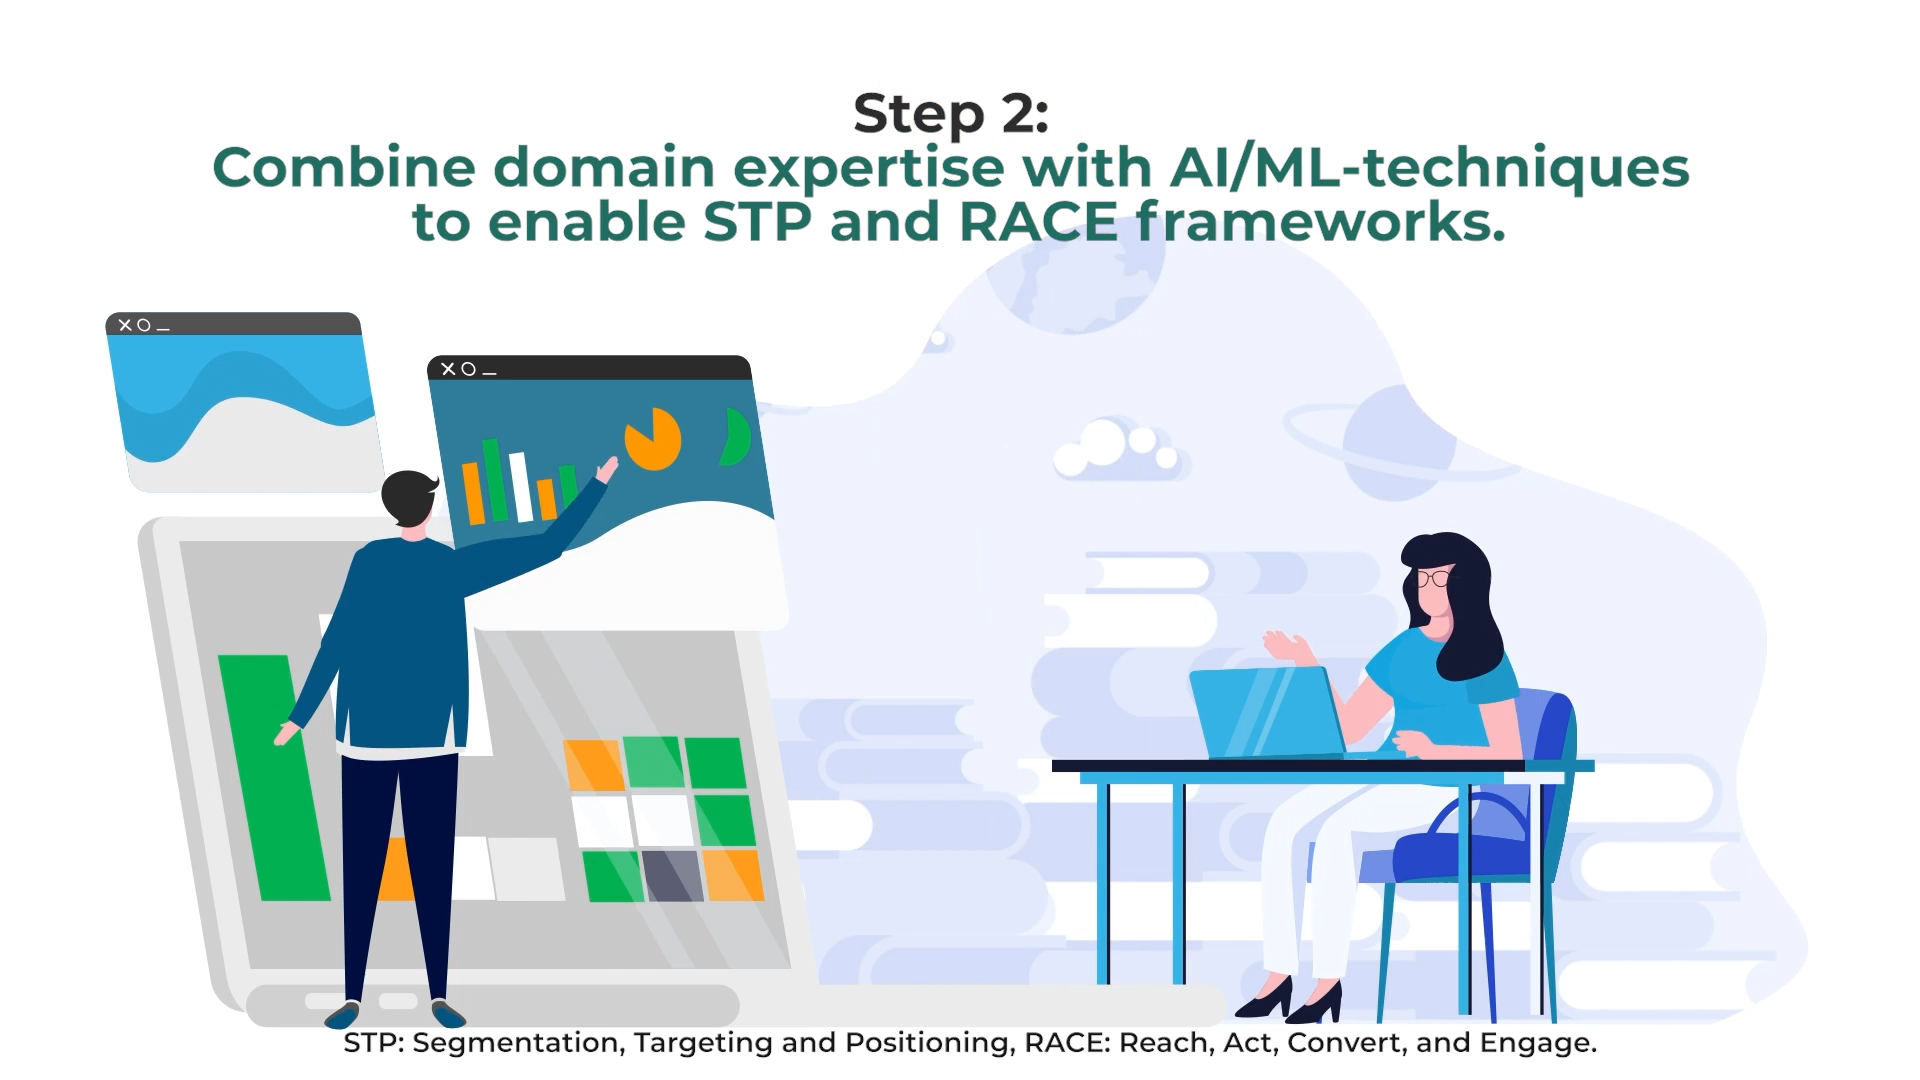 Step 2:
Combine domain expertise with AI/ML-techniques
to enable STP and RACE frameworks.
STP: Segmentation, Targeting and Positioning, RACE: Reach, Act, Convert, and Engage.